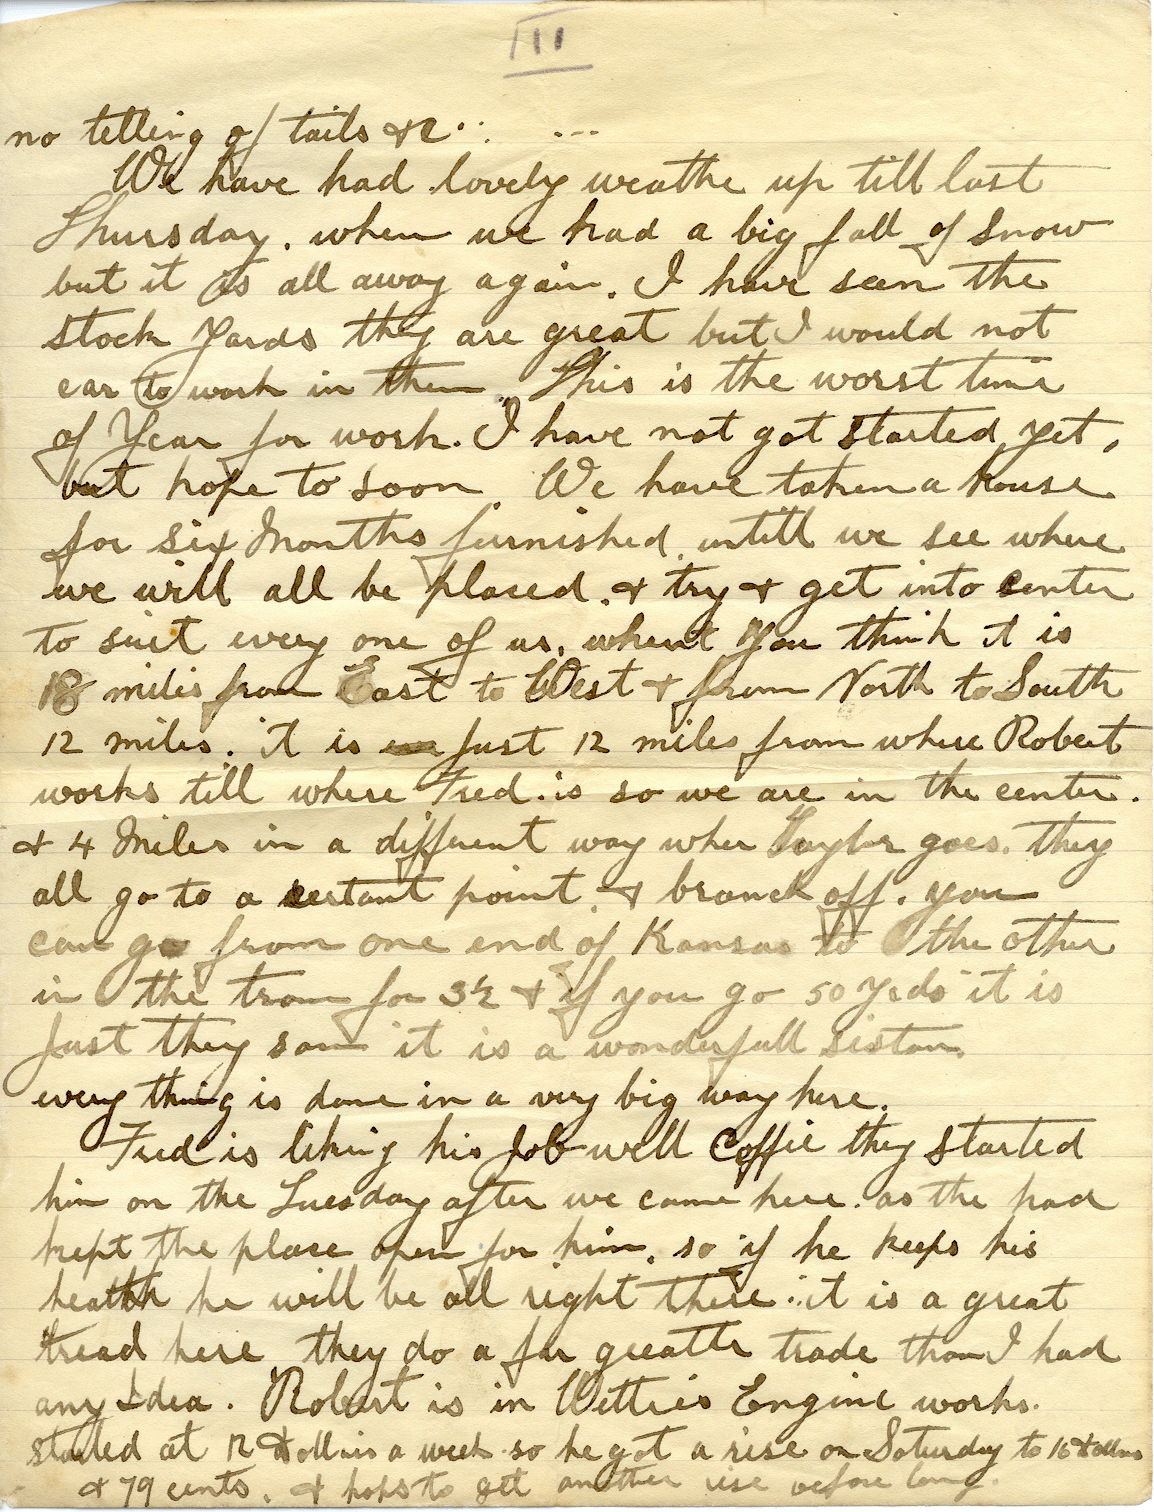 III
no telling of tails &c . . . ...
We have had lovely weathe up till last
Thursday. when we had a big fall of Snow
but it is all away again. I have seen the
Stock Yards they are great but I would not
car to work in them. This is the worst time
of Year for work. I have not got started yet,
but hope to soon. We have taken a house
for six Months furnished, untill we see where
we will all be plased. & try & get into center
to suit every one of us. when You think it is
18 miles from East to West & from North to South
12 miles. it is just 12 miles from where Robert
works till where Fred. is so we are in the center.
& 4 Miles in a different way wher Taylor goes. they
all go to a sertant point. & branch off. you
can go from one end of Kansas to the other
in the tram for 3½ & if you go 50 Yrds it is
Just they sam it is a wonderfull sistam.
every thing is done in a very big way here.
Fred is liking his Job well Coffie they started
him on the Tuesday after we came here. as the had
kept the place open for him. so if he keeps his
heatth he will be all right there. it is a great
tread here they do a far greatter trade than I had
any Idea. Robert is in Wetties Engine works.
started at 12 Dollars a week so he got a rise on Saturday to 16 Dollars
& 79 cents. & hops to get another rise before long.